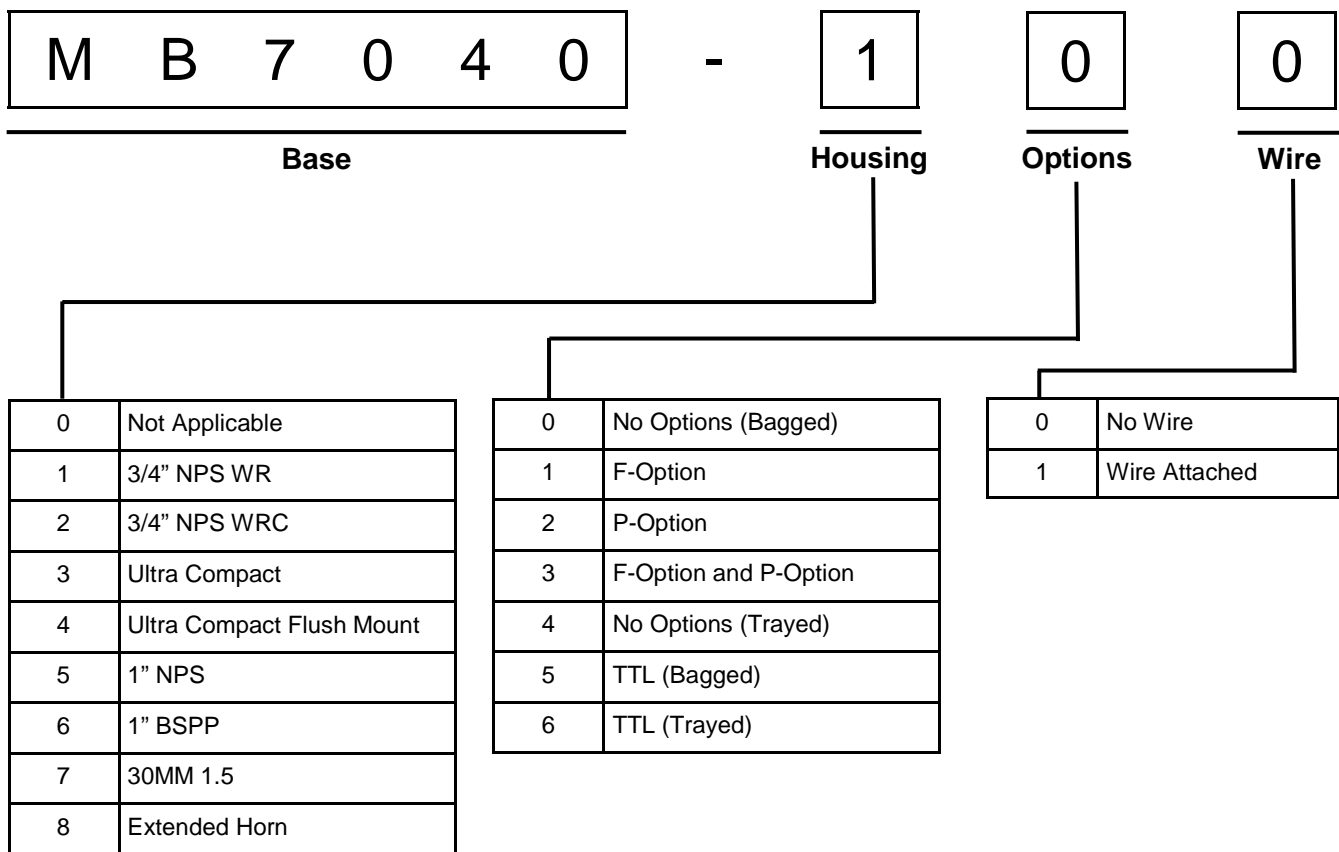 M B 7 0 4 0 - 1 0 0
Base Housing Options Wire
0 Not Applicable
1 3/4” NPS WR
2 3/4” NPS WRC
3 Ultra Compact
4 Ultra Compact Flush Mount
5 1” NPS
6 1” BSPP
7 30MM 1.5
8 Extended Horn
0 No Options (Bagged)
1 F-Option
2 P-Option
3 F-Option and P-Option
4 No Options (Trayed)
5 TTL (Bagged)
6 TTL (Trayed)
0 No Wire
1 Wire Attached